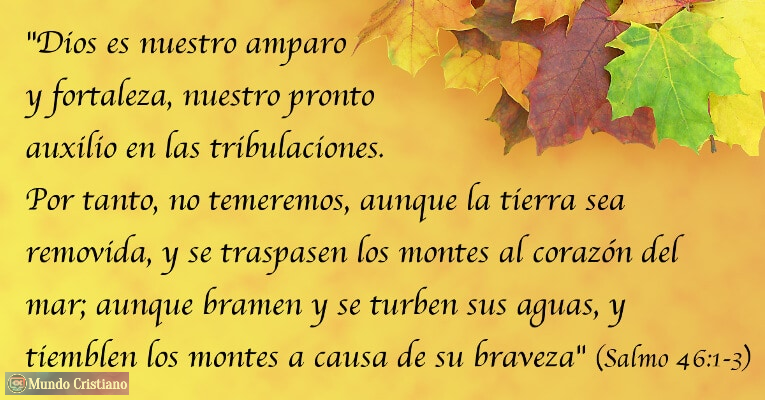 "Dios es nuestro amparo
y fortaleza, nuestro pronto
auxilio en las tribulaciones.
Por tanto, no temeremos, aunque la tierra sea
removida, y se traspasen los montes al corazón del
mar; aunque bramen y se turben sus aguas, y
tiemblen los montes a causa de su braveza" (Salmo 46:1-3)
Mundo Cristiano